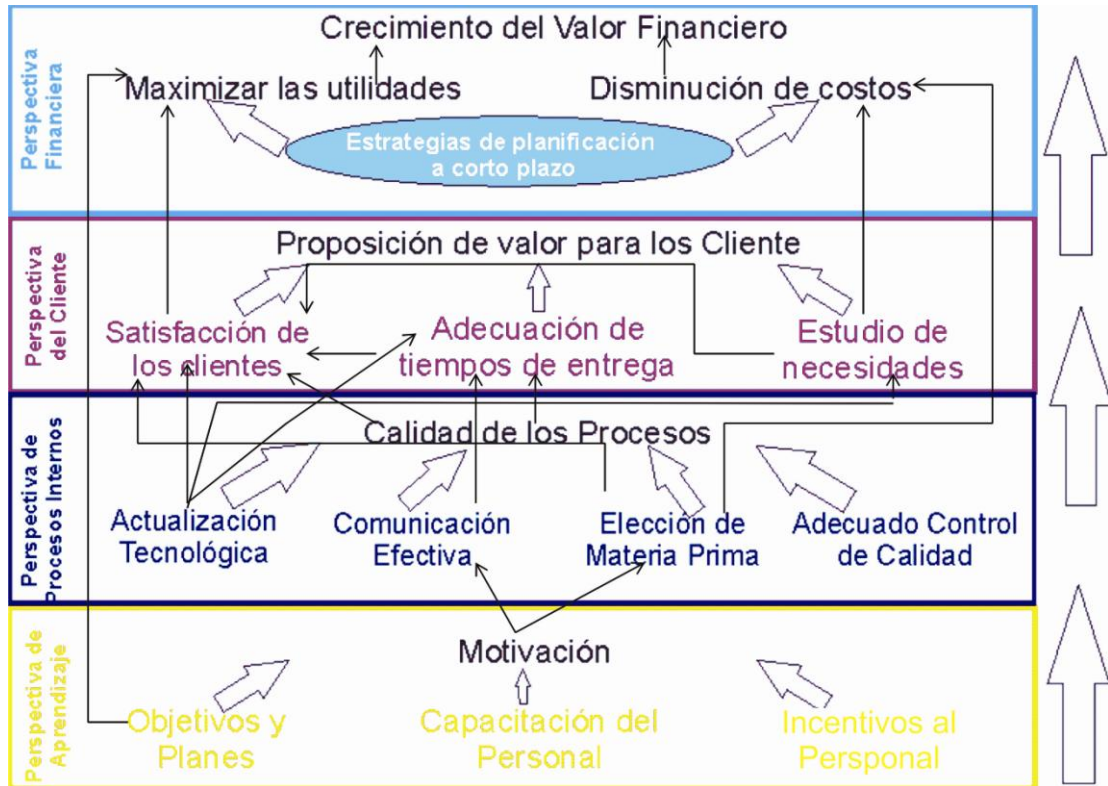 Perspectiva
Financiera
Crecimiento del Valor Financiero
Maximizar las utilidades
Disminución de costos
Estrategias de planificación
a corto plazo
Perspectiva
del Cliente
Proposición de valor para los Cliente
Satisfacción de
los clientes
Adecuación de
tiempos de entrega
Estudio de
necesidades
Perspectiva de
Procesos Internos
Calidad de los Procesos
Actualización
Tecnológica
Comunicación
Efectiva
Elección de
Materia Prima
Adecuado Control
de Calidad
Perspectiva de
Aprendizaje
Motivación
Objetivos y
Planes
Capacitación del
Personal
Incentivos al
Persponal